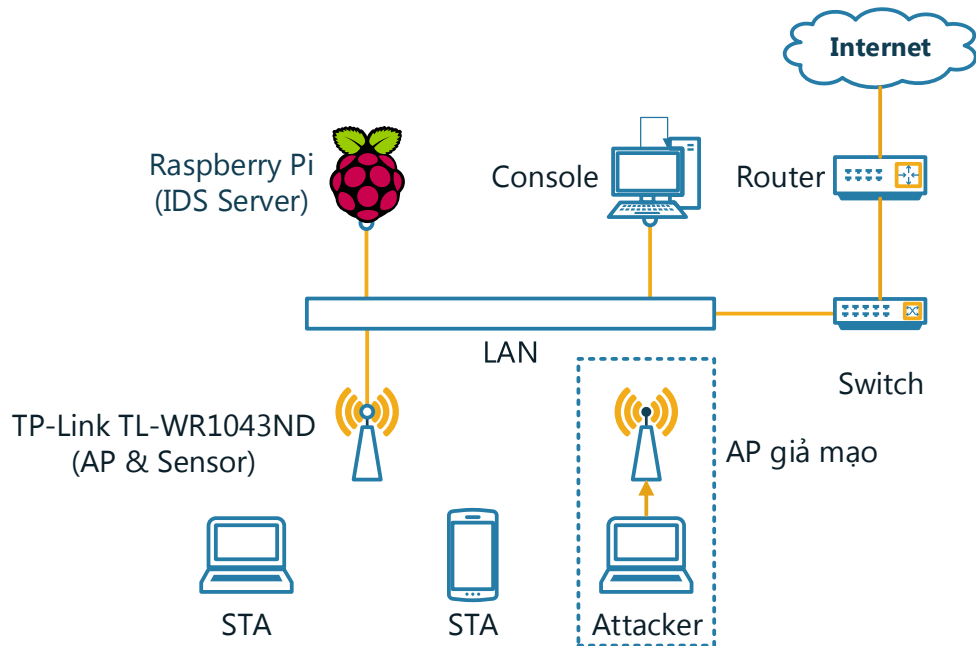 Internet
Raspberry Pi
(IDS Server)
Console
Router
LAN
Switch
TP-Link TL-WR1043ND
(AP & Sensor)
AP giả mạo
STA
STA
Attacker